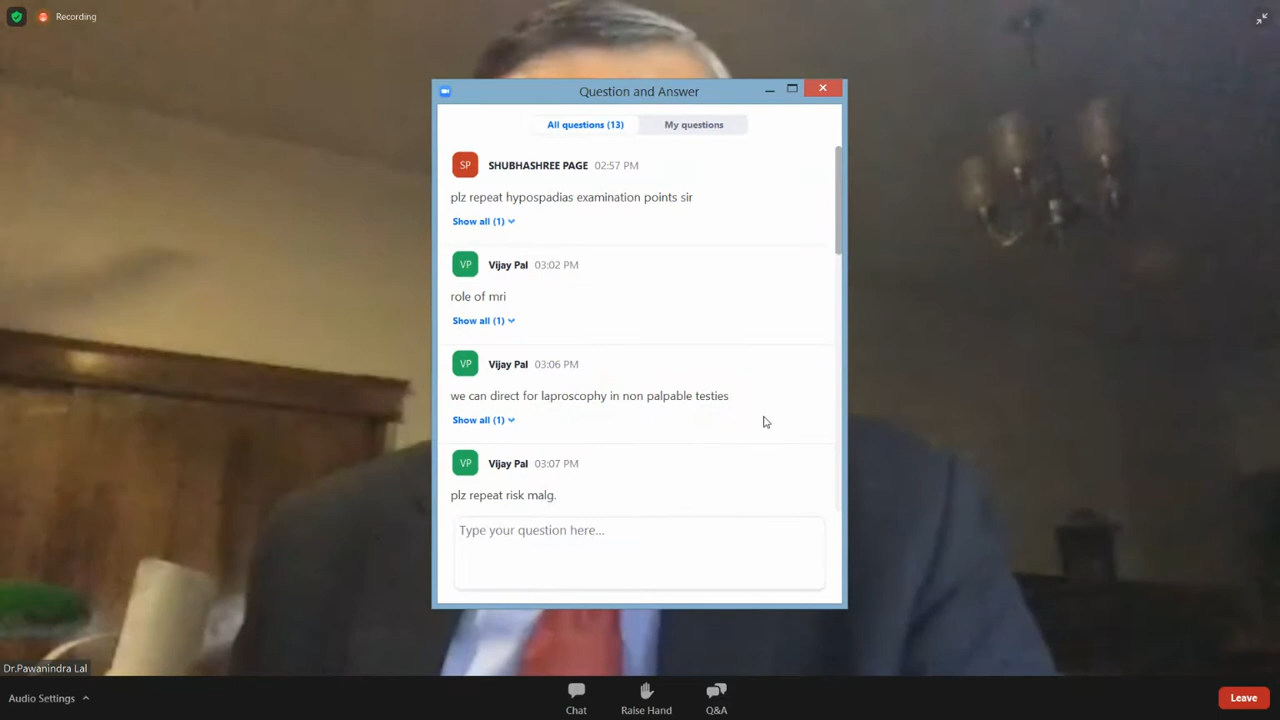 Recording
Question and Answer
All questions (13) My questions
SP SHUBHASHREE PAGE 02:57 PM
plz repeat hypospadias examination points sir
Show all (1)
VP Vijay Pal 03:02 PM
role of mri
Show all (1)
VP Vijay Pal 03:06 PM
we can direct for laproscophy in non palpable testies
Show all (1)
VP Vijay Pal 03:07 PM
plz repeat risk malg.
Type your question here...
Dr.Pawanindra Lal
Audio Settings Chat Raise Hand Q&A Leave